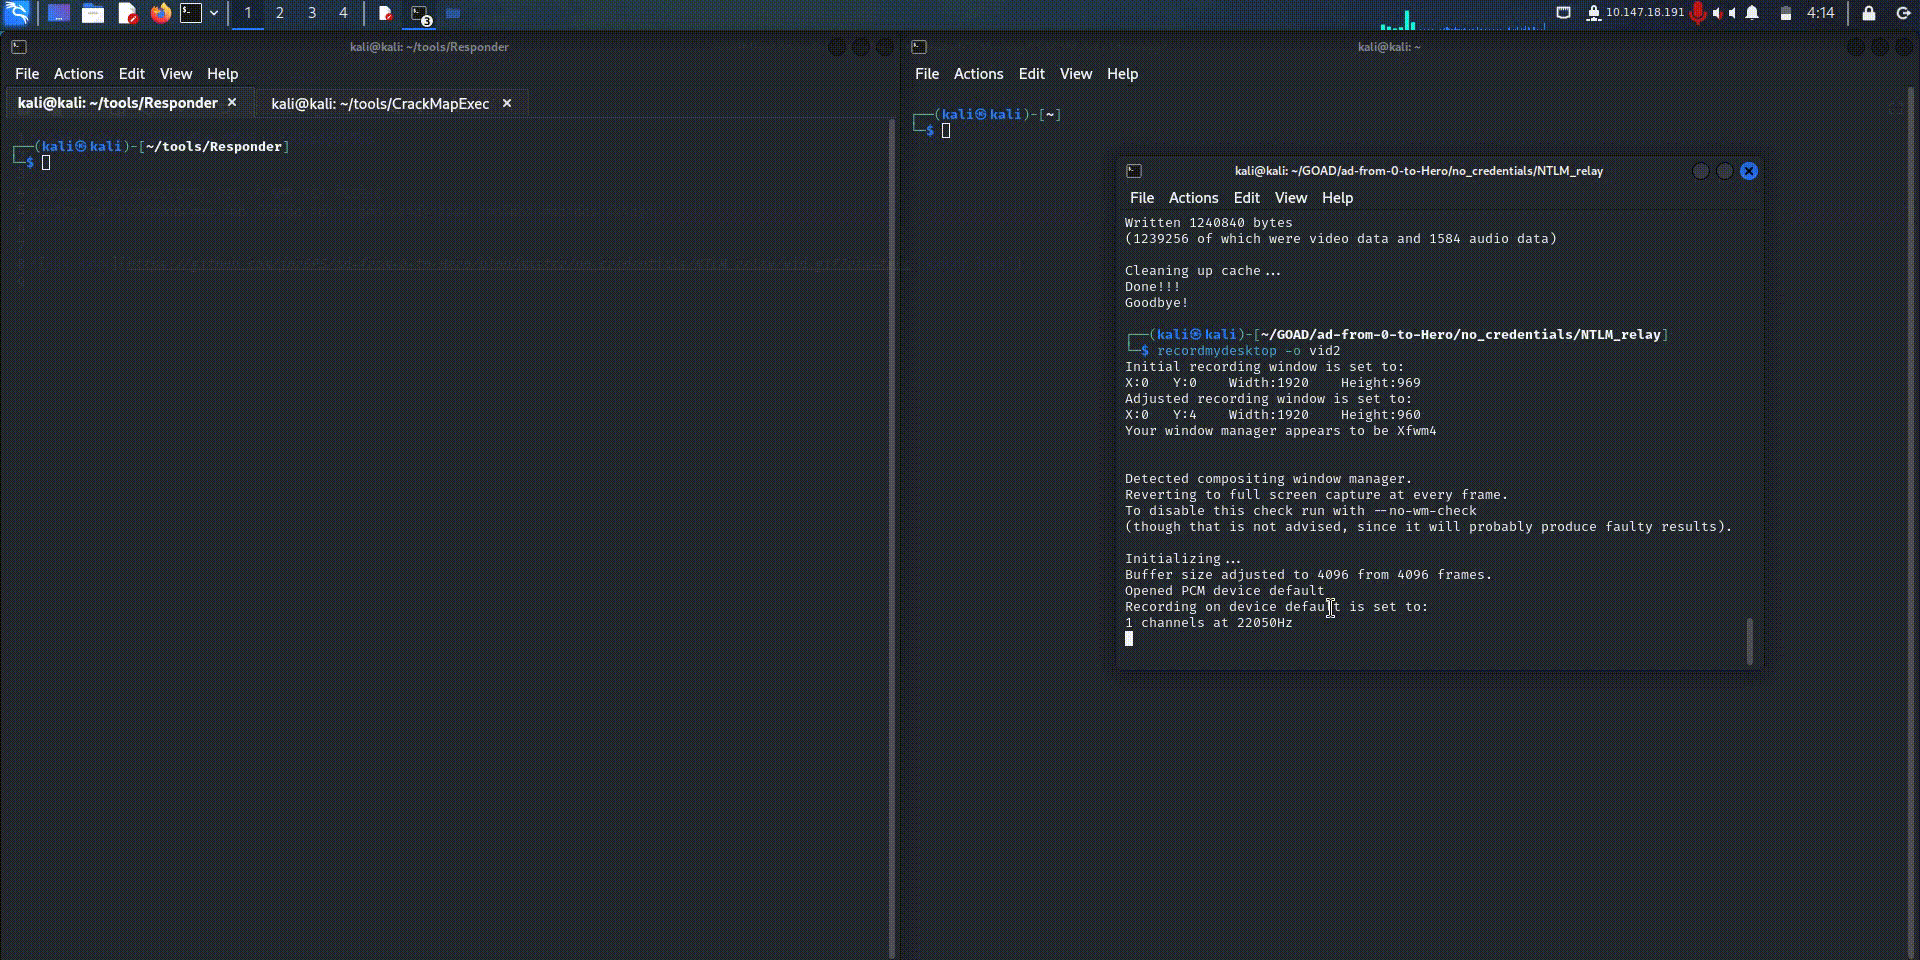 1 2 3 4 3 10.147.18.191 4:14
kali@kali: ~/tools/Responder
File Actions Edit View Help
kali@kali: ~/tools/Responder × kali@kali: ~/tools/CrackMapExec ×
┌──(kali㉿kali)-[~/tools/Responder]
└─$
kali@kali: ~
File Actions Edit View Help
┌──(kali㉿kali)-[~]
└─$
kali@kali: ~/GOAD/ad-from-0-to-Hero/no_credentials/NTLM_relay
File Actions Edit View Help
Written 1240840 bytes
(1239256 of which were video data and 1584 audio data)
Cleaning up cache...
Done!!!
Goodbye!
┌──(kali㉿kali)-[~/GOAD/ad-from-0-to-Hero/no_credentials/NTLM_relay]
└─$ recordmydesktop -o vid2
Initial recording window is set to:
X:0 Y:0 Width:1920 Height:969
Adjusted recording window is set to:
X:0 Y:4 Width:1920 Height:960
Your window manager appears to be Xfwm4
Detected compositing window manager.
Reverting to full screen capture at every frame.
To disable this check run with --no-wm-check
(though that is not advised, since it will probably produce faulty results).
Initializing...
Buffer size adjusted to 4096 from 4096 frames.
Opened PCM device default
Recording on device default is set to:
1 channels at 22050Hz